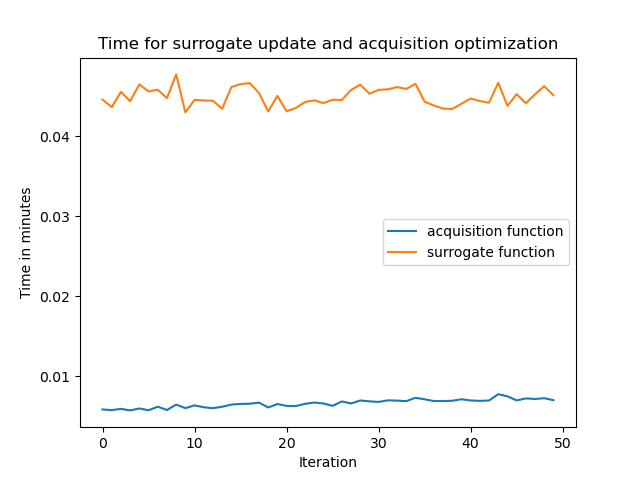 Time for surrogate update and acquisition optimization
Time in minutes
0.04
0.03
0.02
0.01
acquisition function
surrogate function
0 10 20 30 40 50
Iteration